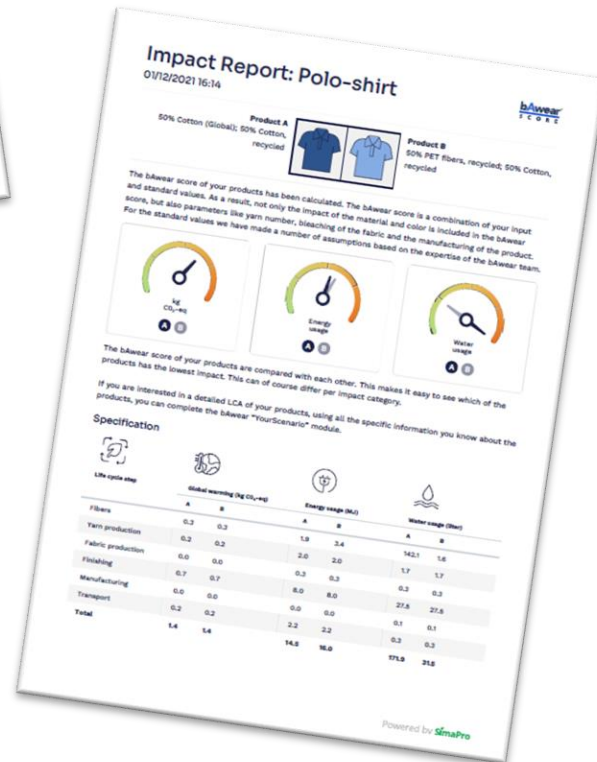 Impact Report: Polo-shirt
01/12/2021 16:14
bAwear
SCORE
Product A
50% Cotton (Global); 50% Cotton,
recycled
Product B
50% PET fibers, recycled; 50% Cotton,
recycled
The bAwear score of your products has been calculated. The bAwear score is a combination of your input
and standard values. As a result, not only the impact of the material and color is included in the bAwear
score, but also parameters like yarn number, bleaching of the fabric and the manufacturing of the product.
For the standard values we have made a number of assumptions based on the expertise of the bAwear team.
kg
CO₂-eq
A B
Energy
usage
A B
Water
usage
A B
The bAwear score of your products are compared with each other. This makes it easy to see which of the
products has the lowest impact. This can of course differ per impact category.
If you are interested in a detailed LCA of your products, using all the specific information you know about the
products, you can complete the bAwear "YourScenario" module.
Specification
Life cycle step Global warming (kg CO₂-eq) Energy usage (MJ) Water usage (liter)
A B A B A B
Fibers 0.3 0.3 1.9 3.4 142.1 1.6
Yarn production 0.2 0.2 2.0 2.0 1.7 1.7
Fabric production 0.0 0.0 0.3 0.3 0.3 0.3
Finishing 0.7 0.7 8.0 8.0 27.5 27.5
Manufacturing 0.0 0.0 0.0 0.0 0.1 0.1
Transport 0.2 0.2 2.2 2.2 0.3 0.3
Total 1.4 1.4 14.5 16.0 171.9 31.5
Powered by SimaPro